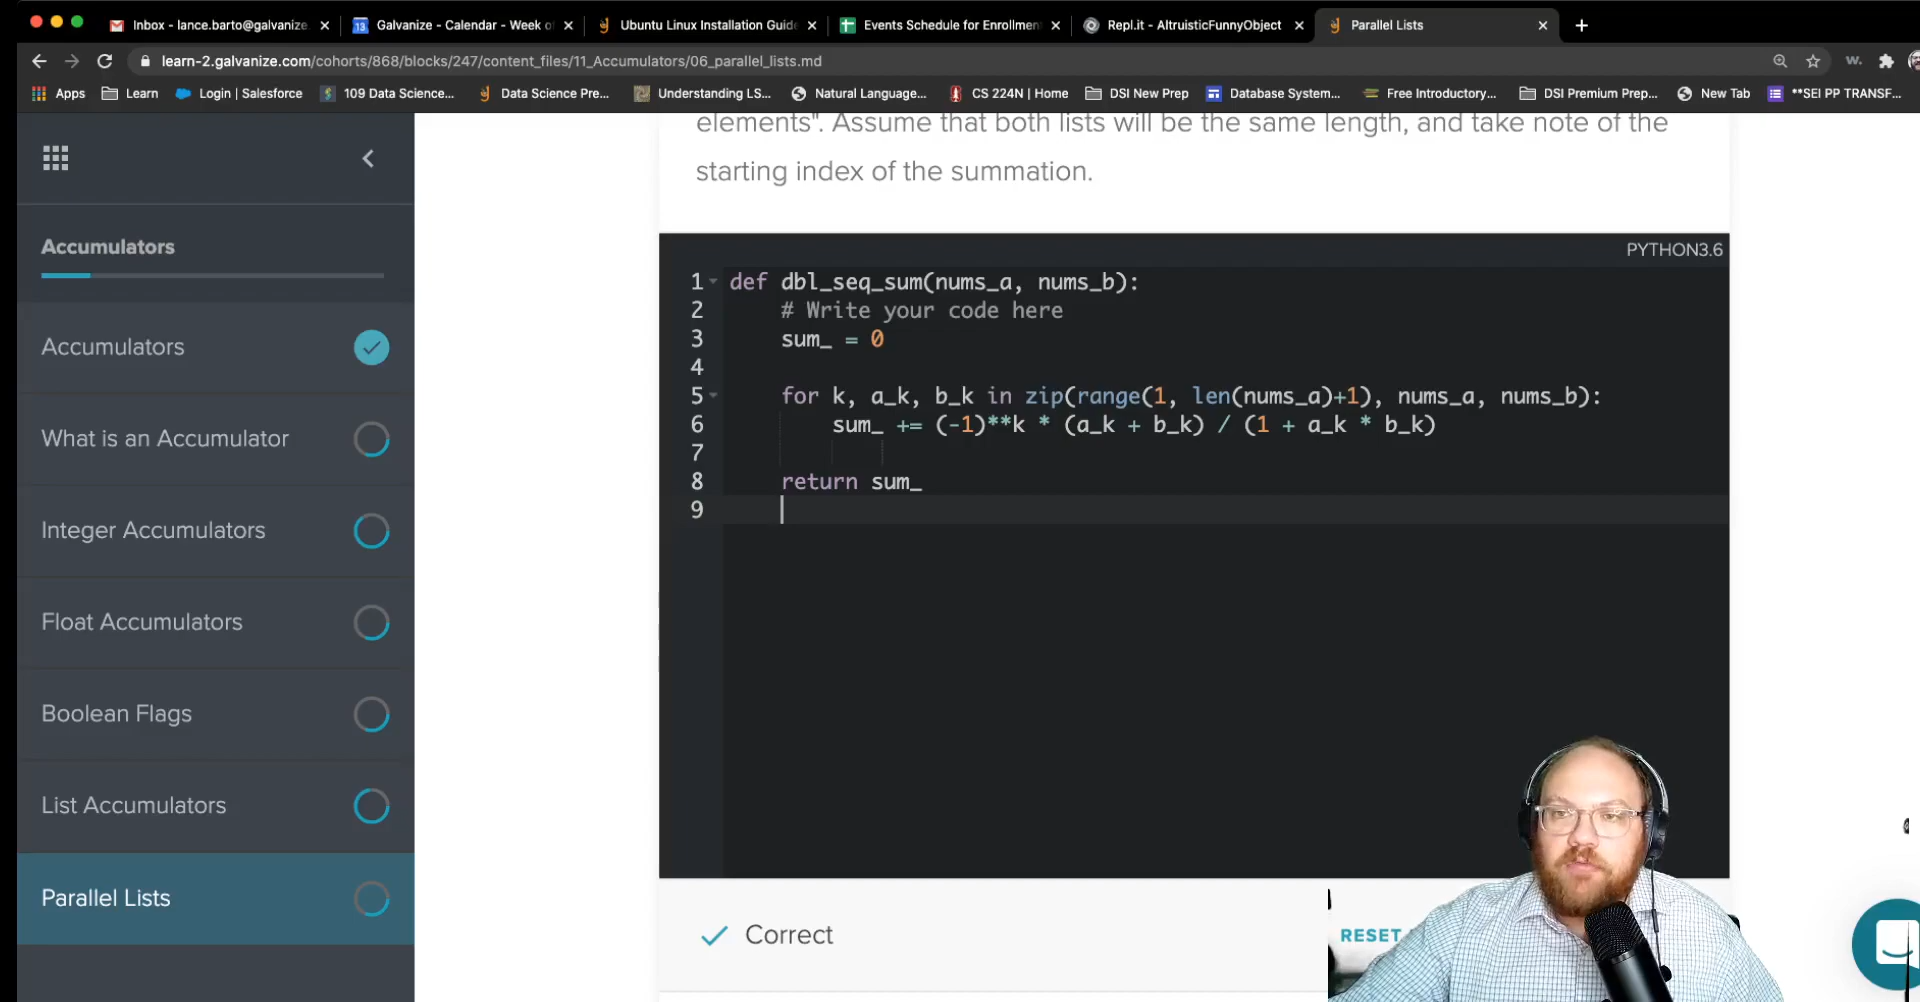 Inbox - lance.barto@galvanize.
Galvanize - Calendar - Week o
Ubuntu Linux Installation Guide
Events Schedule for Enrollmen
Repl.it - AltruisticFunnyObject
Parallel Lists
learn-2.galvanize.com/cohorts/868/blocks/247/content_files/11_Accumulators/06_parallel_lists.md
Apps
Learn
Login | Salesforce
109 Data Science...
Data Science Pre...
Understanding LS...
Natural Language...
CS 224N | Home
DSI New Prep
Database System...
Free Introductory...
DSI Premium Prep...
New Tab
**SEI PP TRANSF...
elements". Assume that both lists will be the same length, and take note of the
starting index of the summation.
Accumulators
Accumulators
What is an Accumulator
Integer Accumulators
Float Accumulators
Boolean Flags
List Accumulators
Parallel Lists
PYTHON3.6
1 def dbl_seq_sum(nums_a, nums_b):
2 # Write your code here
3 sum_ = 0
4
5 for k, a_k, b_k in zip(range(1, len(nums_a)+1), nums_a, nums_b):
6 sum_ += (-1)**k * (a_k + b_k) / (1 + a_k * b_k)
7
8 return sum_
9
Correct
RESET